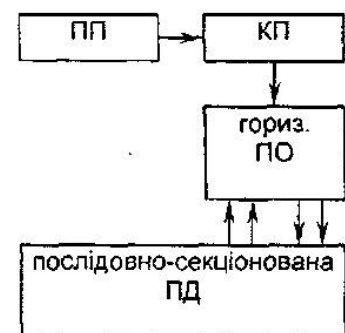 ПП
КП
гориз.
ПО
послідовно-секціонована
ПД